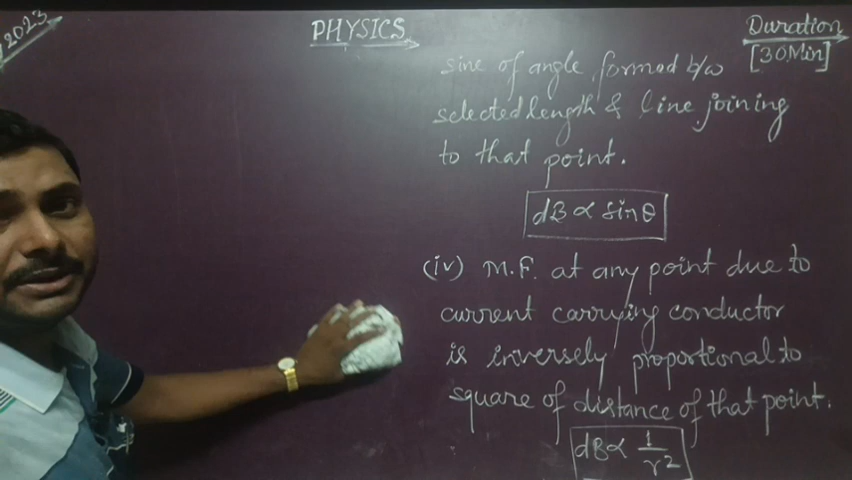 2023
PHYSICS
Duration
[30Min]
sine of angle formed b/w
selected length & line joining
to that point.
dB ∝ sinθ
(iv) M.F. at any point due to
current carrying conductor
is inversely proportional to
square of distance of that point.
dB ∝ 1/r²